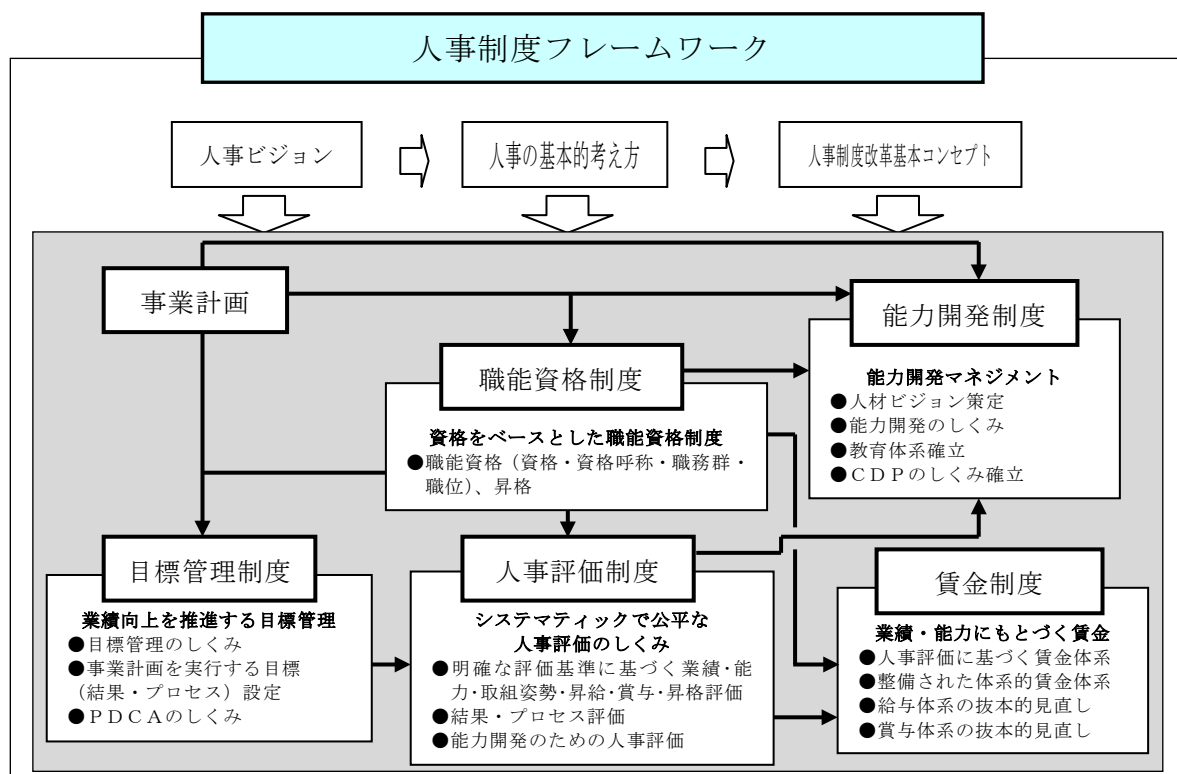 人事制度フレームワーク
人事ビジョン
人事の基本的考え方
人事制度改革基本コンセプト
事業計画
能力開発制度
能力開発マネジメント
●人材ビジョン策定
●能力開発のしくみ
●教育体系確立
●ＣＤＰのしくみ確立
職能資格制度
資格をベースとした職能資格制度
●職能資格（資格・資格呼称・職務群・
職位）、昇格
目標管理制度
業績向上を推進する目標管理
●目標管理のしくみ
●事業計画を実行する目標
（結果・プロセス）設定
●ＰＤＣＡのしくみ
人事評価制度
システマティックで公平な
人事評価のしくみ
●明確な評価基準に基づく業績・能
力・取組姿勢・昇給・賞与・昇格評価
●結果・プロセス評価
●能力開発のための人事評価
賃金制度
業績・能力にもとづく賃金
●人事評価に基づく賃金体系
●整備された体系的賃金体系
●給与体系の抜本的見直し
●賞与体系の抜本的見直し